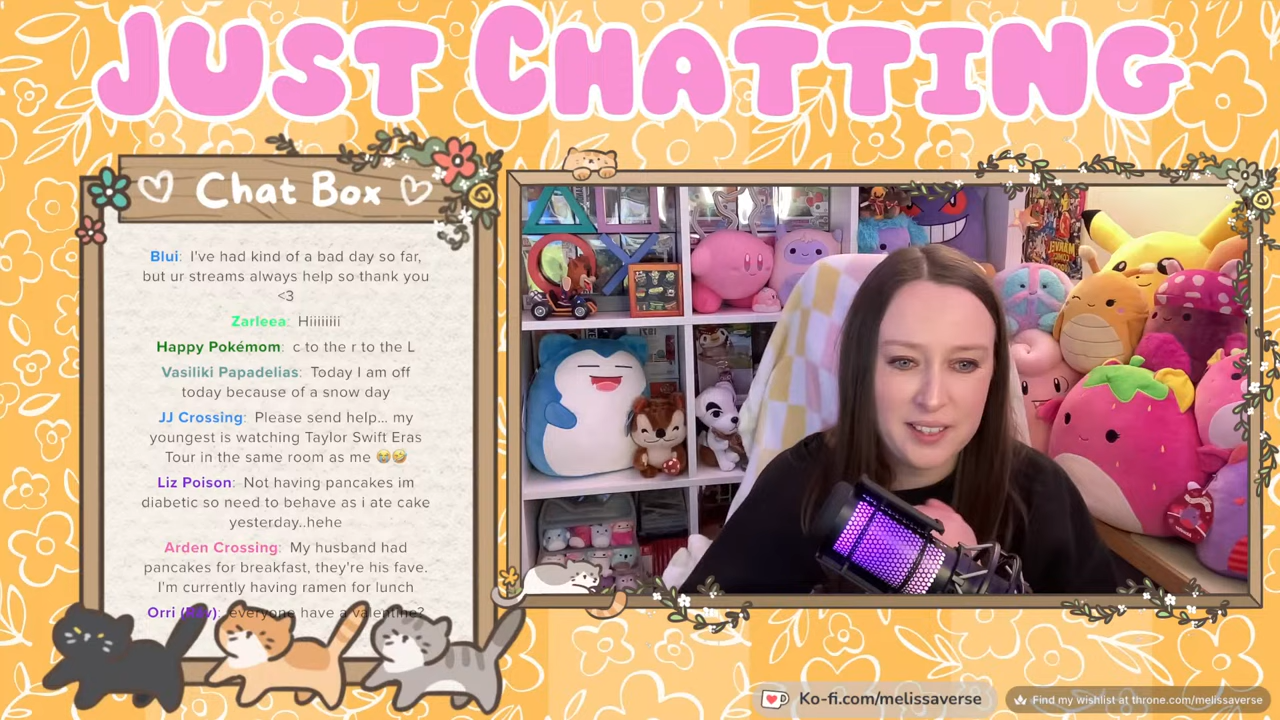 JUST CHATTING
Chat Box
Blui: I've had kind of a bad day so far,
but ur streams always help so thank you
<3
Zarleea: Hiiiiiiiii
Happy Pokémom: c to the r to the L
Vasiliki Papadelias: Today I am off
today because of a snow day
JJ Crossing: Please send help... my
youngest is watching Taylor Swift Eras
Tour in the same room as me 😭🤣
Liz Poison: Not having pancakes im
diabetic so need to behave as i ate cake
yesterday..hehe
Arden Crossing: My husband had
pancakes for breakfast, they're his fave.
I'm currently having ramen for lunch
Orri: everyone have a valentine?
MARVEL
Ko-fi.com/melissaverse
Find my wishlist at throne.com/melissaverse